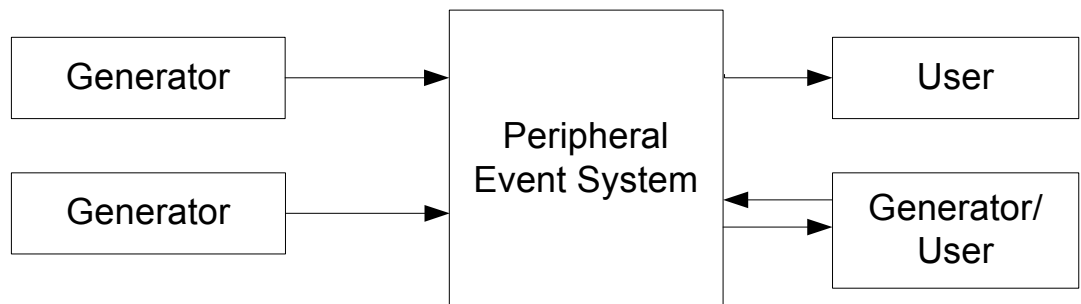 Generator
Generator
Peripheral
Event System
User
Generator/
User